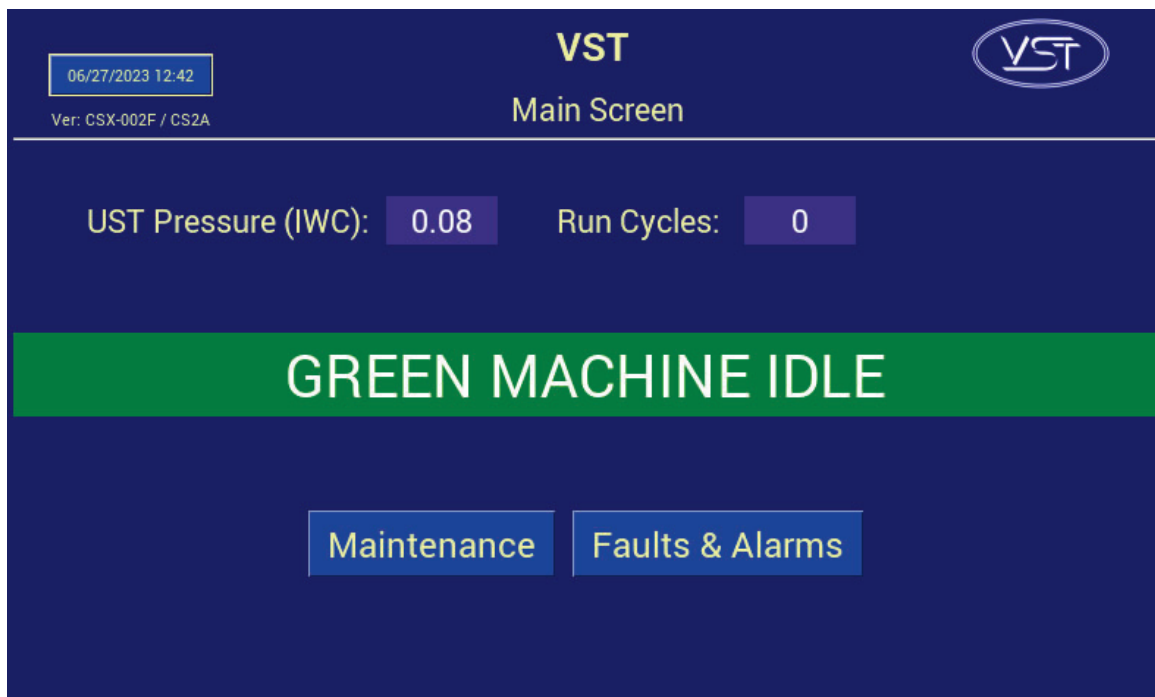 VST
VST
06/27/2023 12:42
Main Screen
Ver: CSX-002F / CS2A
UST Pressure (IWC): 0.08 Run Cycles: 0
GREEN MACHINE IDLE
Maintenance Faults & Alarms